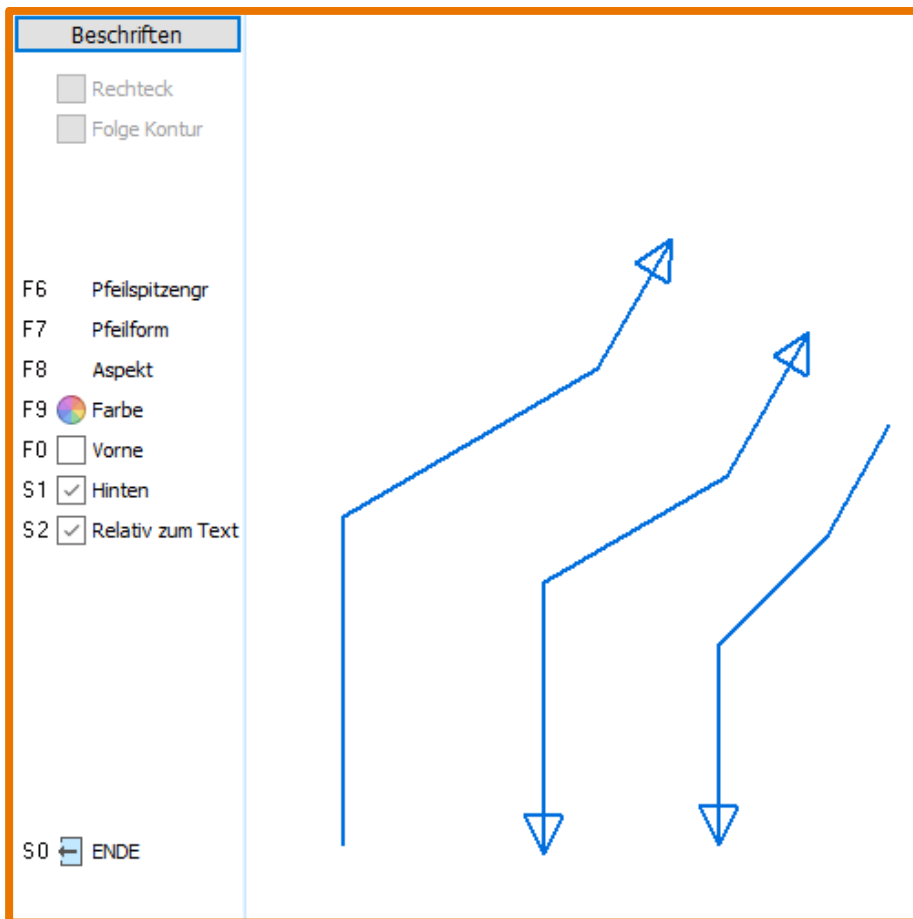 Beschriften
Rechteck
Folge Kontur
F6 Pfeilspitzengr
F7 Pfeilform
F8 Aspekt
F9 Farbe
F0 Vorne
S1 Hinten
S2 Relativ zum Text
S0 ENDE